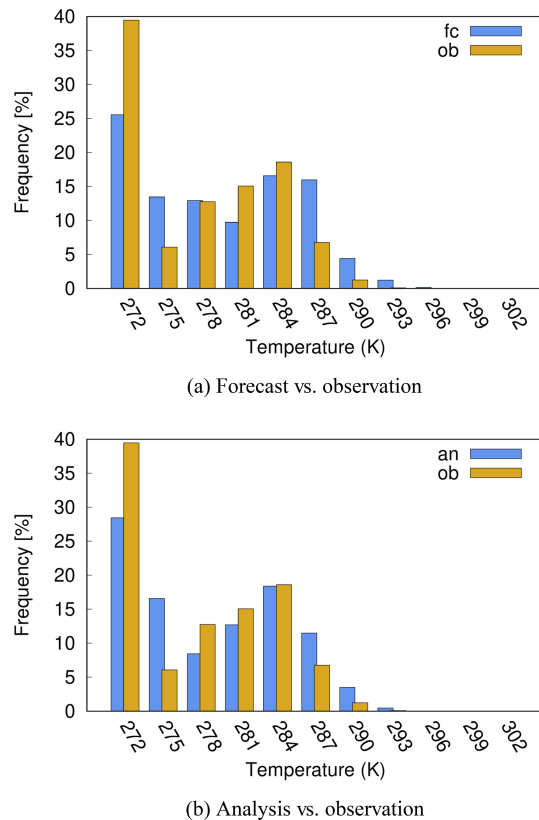 40
35
30
25
20
15
10
5
0
Frequency [%]
fc
ob
272 275 278 281 284 287 290 293 296 299 302
Temperature (K)
(a) Forecast vs. observation
40
35
30
25
20
15
10
5
0
Frequency [%]
an
ob
272 275 278 281 284 287 290 293 296 299 302
Temperature (K)
(b) Analysis vs. observation